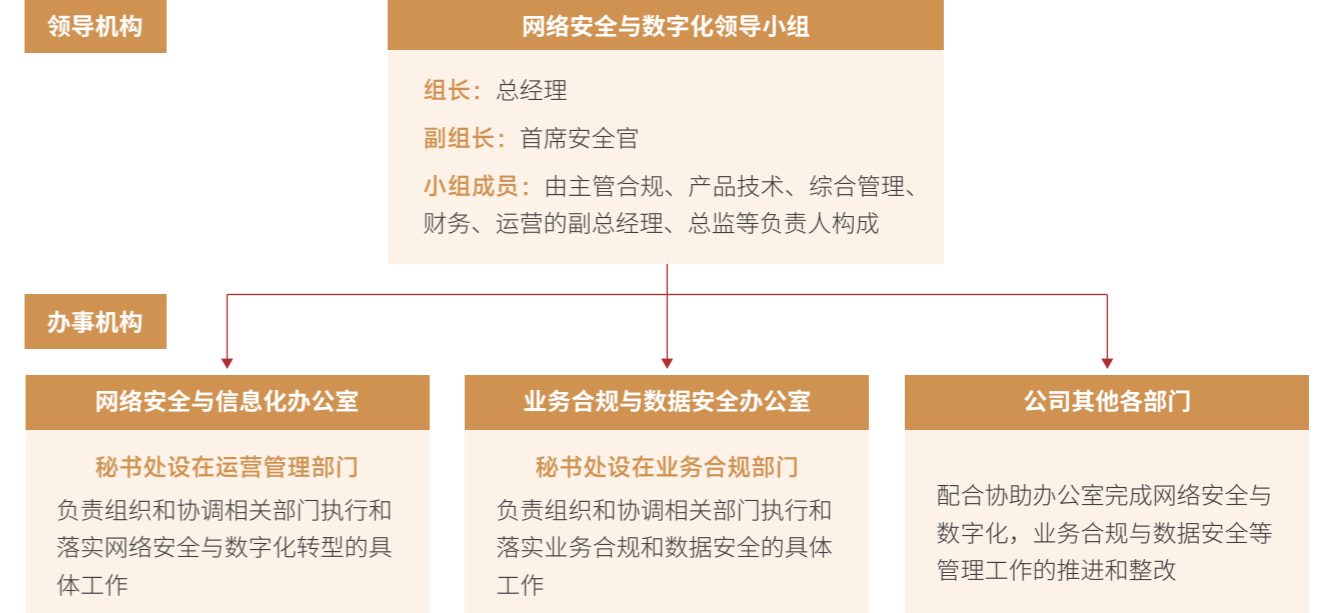 领导机构
网络安全与数字化领导小组
组长：总经理
副组长：首席安全官
小组成员：由主管合规、产品技术、综合管理、
财务、运营的副总经理、总监等负责人构成
办事机构
网络安全与信息化办公室
秘书处设在运营管理部门
负责组织和协调相关部门执行和
落实网络安全与数字化转型的具
体工作
业务合规与数据安全办公室
秘书处设在业务合规部门
负责组织和协调相关部门执行和
落实业务合规和数据安全的具体
工作
公司其他各部门
配合协助办公室完成网络安全与
数字化，业务合规与数据安全等
管理工作的推进和整改